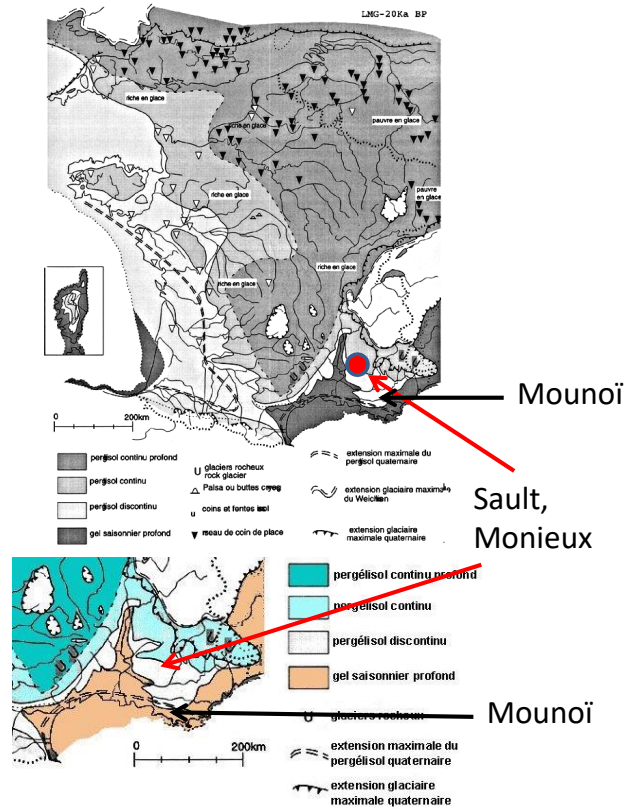 LMG-20Ka BP
riche en glace
riche en glace
pauvre en glace
riche en glace
pauvre
en glace
riche en glace
riche en glace
0 200km
Mounoï
Sault,
Monieux
pergélisol continu profond
pergélisol continu
pergélisol discontinu
gel saisonnier profond
glaciers rocheux
rock glacier
Palsa ou buttes
coins et fentes
de coin de
extension maximale du
pergélisol quaternaire
extension glaciaire
du
extension glaciaire
maximale quaternaire
0 200km
pergélisol continu profond
pergélisol continu
pergélisol discontinu
gel saisonnier profond
glaciers rocheux
Mounoï
extension maximale du
pergélisol quaternaire
extension glaciaire
maximale quaternaire